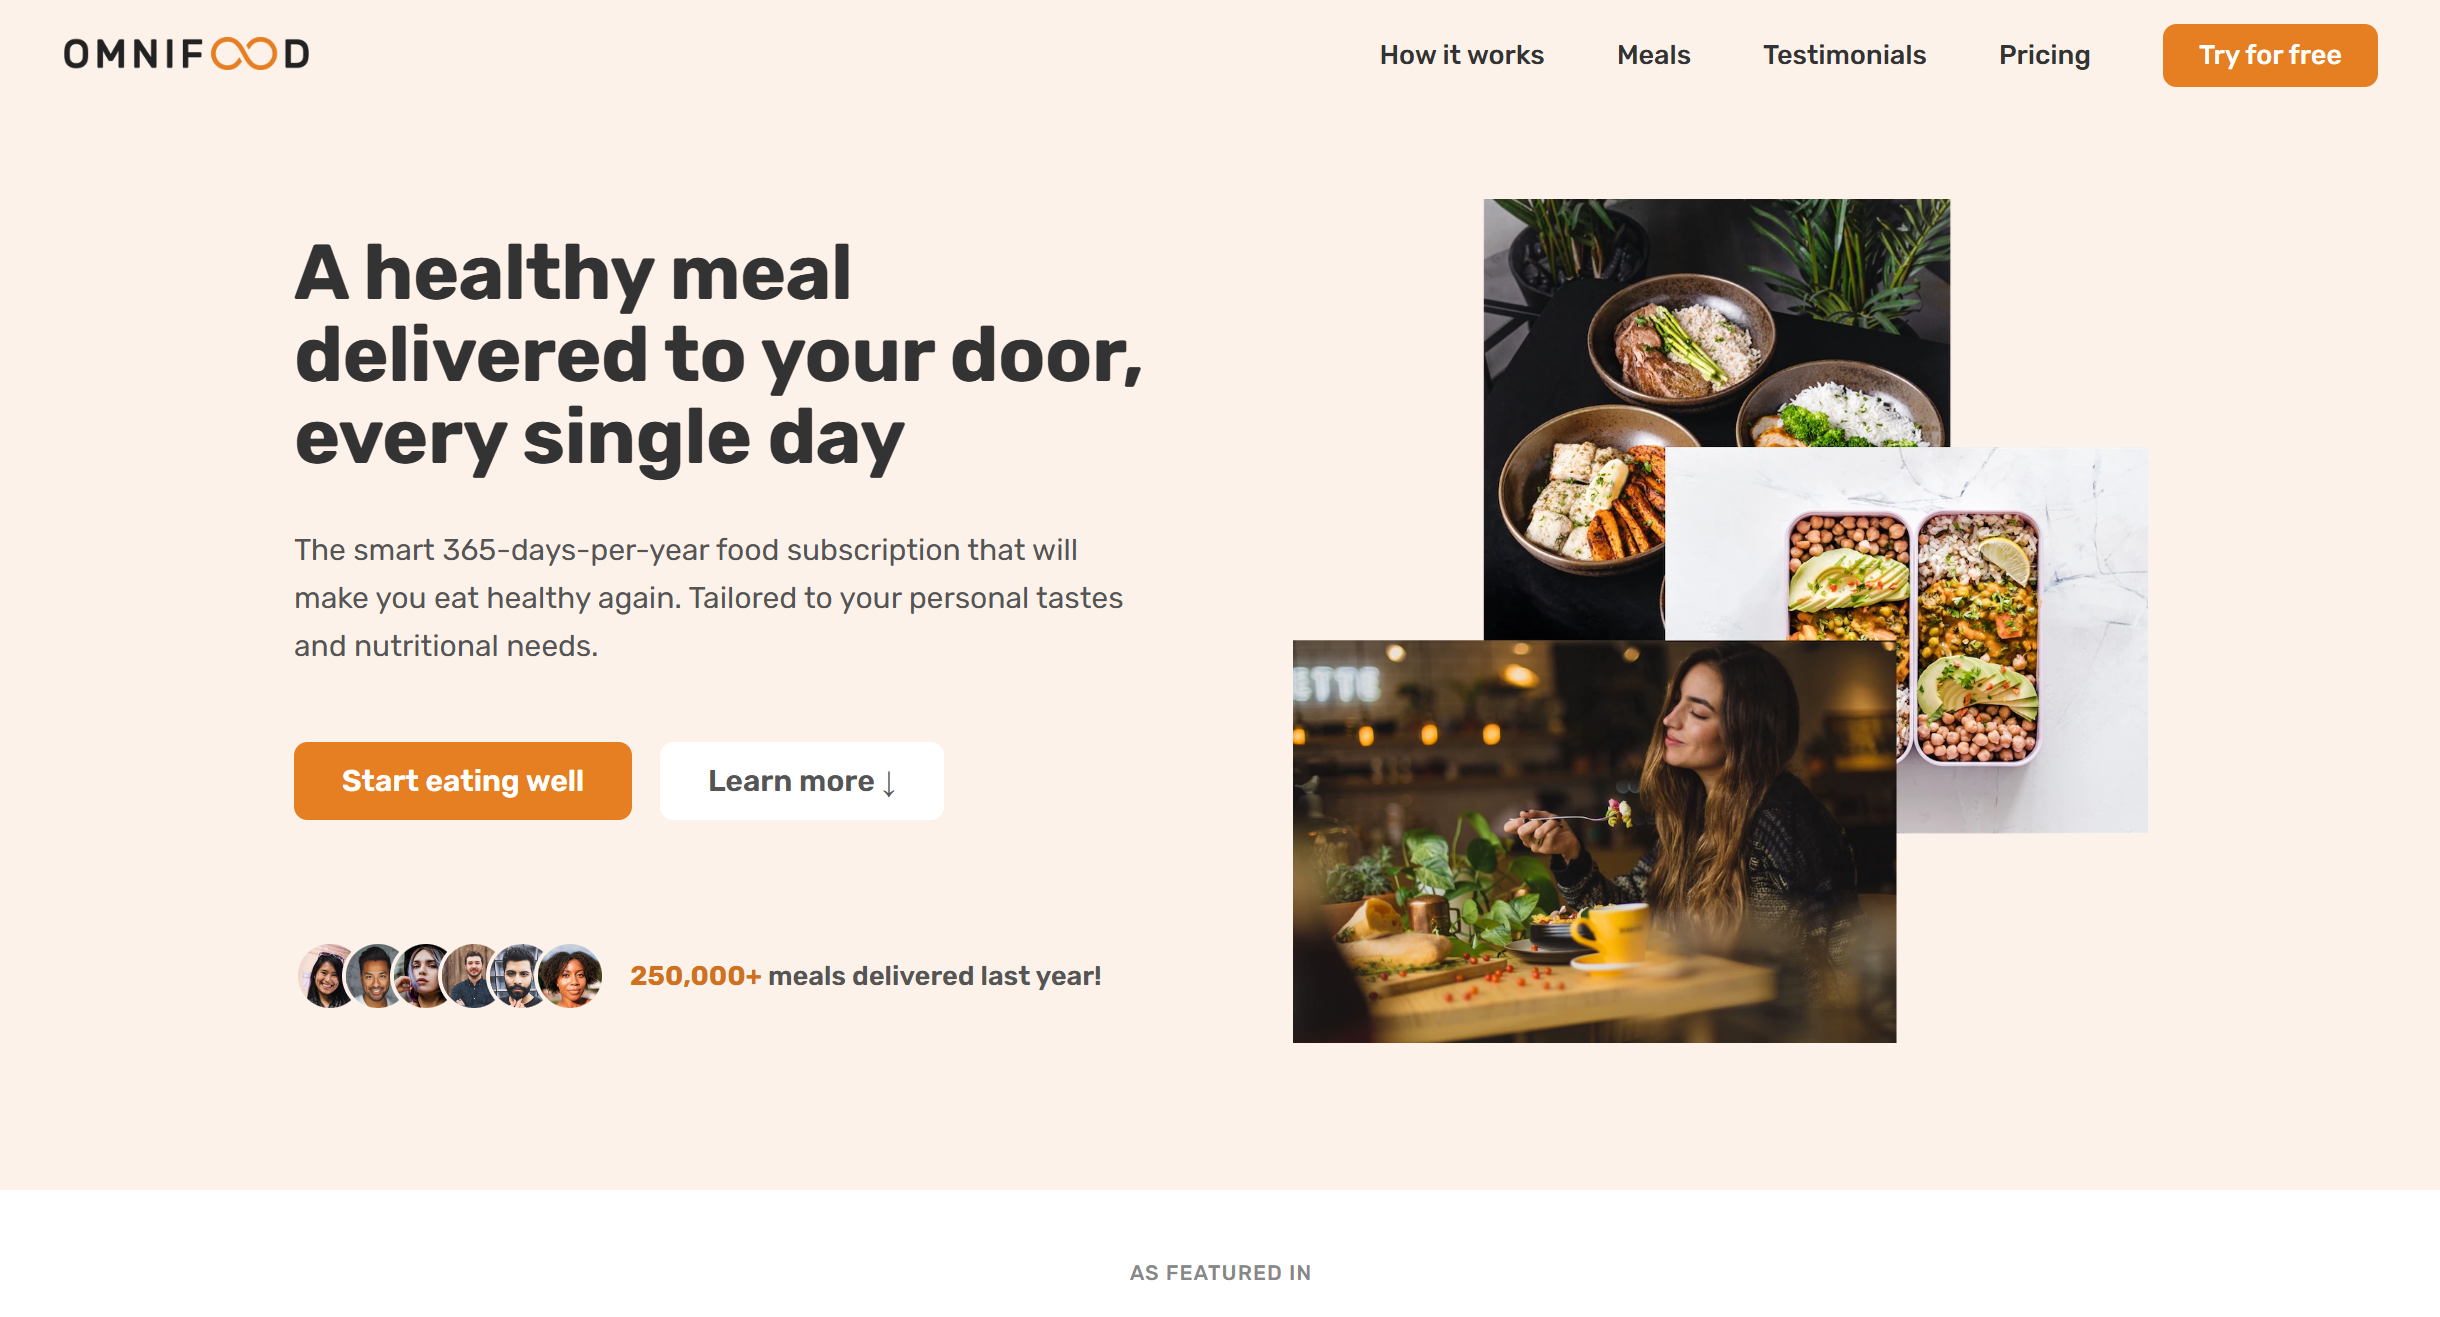 OMNIFOOD
How it works
Meals
Testimonials
Pricing
Try for free
A healthy meal
delivered to your door,
every single day
The smart 365-days-per-year food subscription that will
make you eat healthy again. Tailored to your personal tastes
and nutritional needs.
Start eating well
Learn more ↓
250,000+ meals delivered last year!
ETTE
AS FEATURED IN